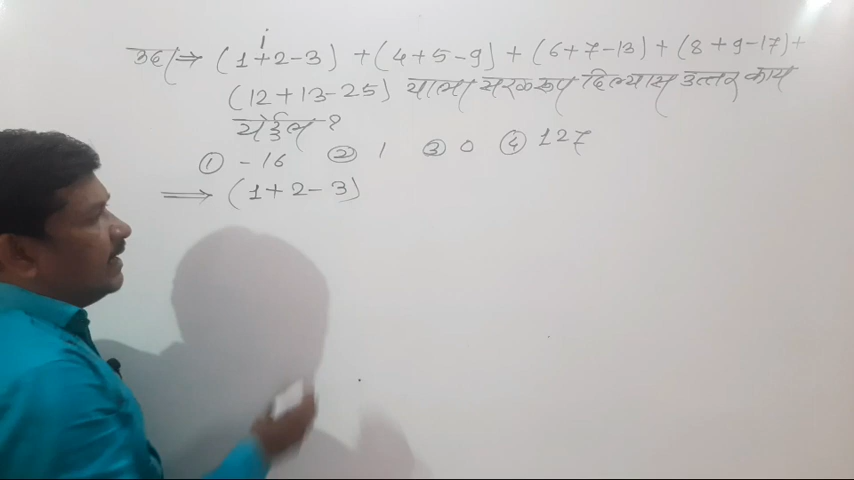 उदा⇒ (1+2-3) +(4+5-9)+(6+7-13)+(8+9-17)+
(12+13-25) याला सरळरूप दिल्यास उत्तर काय
येईल?
① -16 ② 1 ③ 0 ④ 127
⇒ (1+2-3)